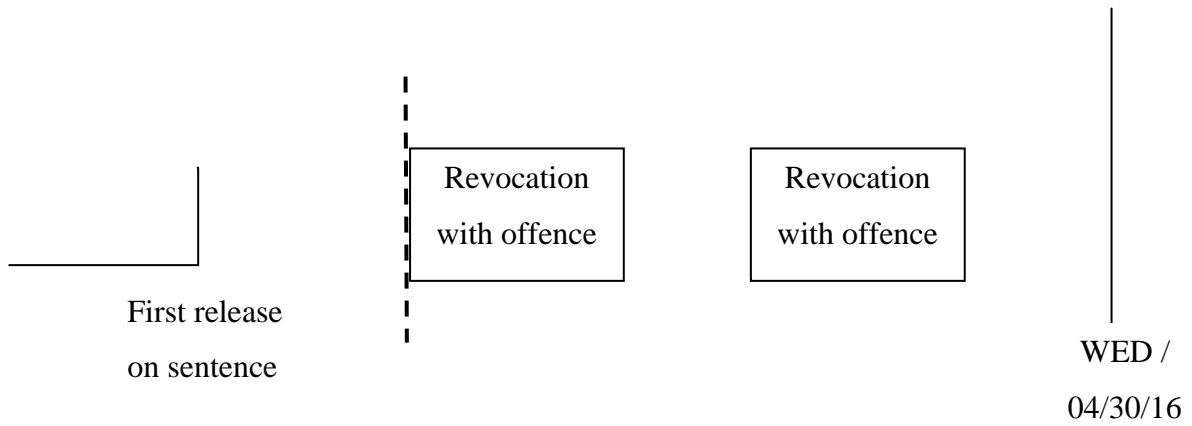 Revocation
with offence
Revocation
with offence
First release
on sentence
WED /
04/30/16